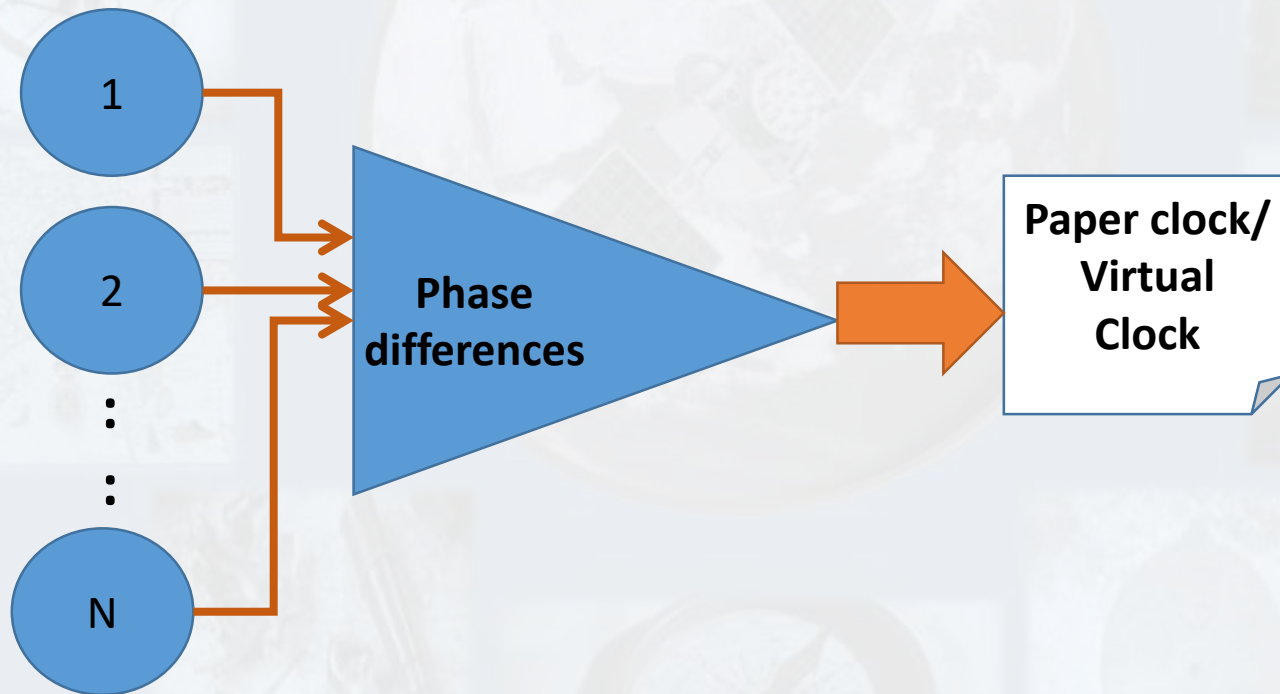 1
2
:
:
N
Phase
differences
Paper clock/
Virtual
Clock